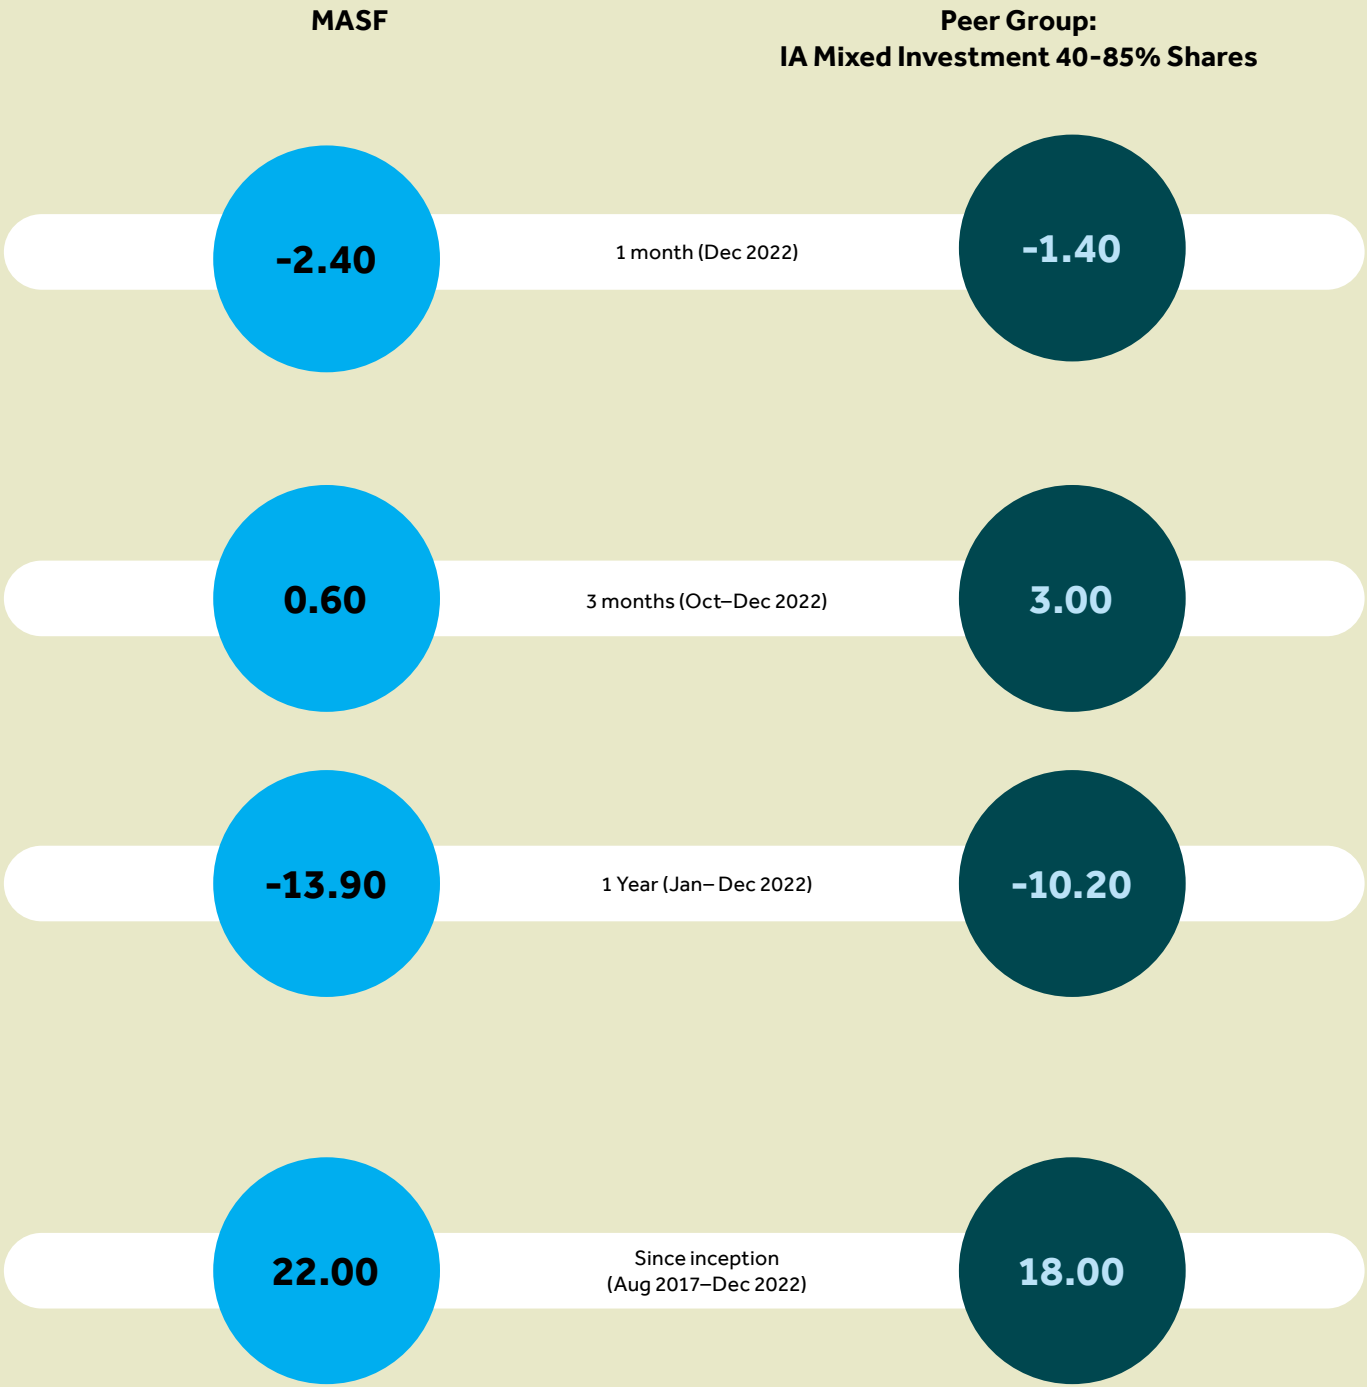 MASF
Peer Group:
IA Mixed Investment 40-85% Shares
-2.40
1 month (Dec 2022)
-1.40
0.60
3 months (Oct–Dec 2022)
3.00
-13.90
1 Year (Jan– Dec 2022)
-10.20
22.00
Since inception
(Aug 2017–Dec 2022)
18.00